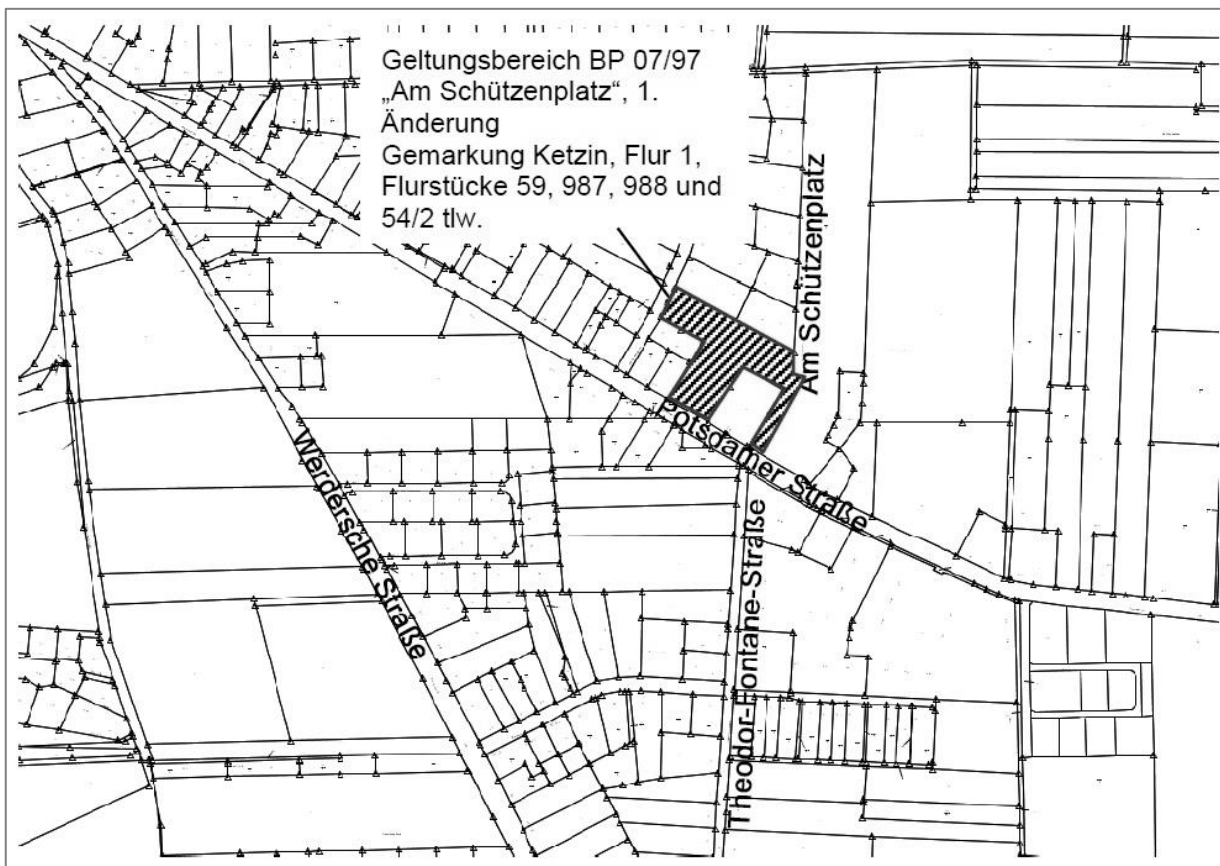 Geltungsbereich BP 07/97
„Am Schützenplatz“, 1.
Änderung
Gemarkung Ketzin, Flur 1,
Flurstücke 59, 987, 988 und
54/2 tlw.
Am Schützenplatz
Potsdamer Straße
Werdersche Straße
Theodor-Fontane-Straße